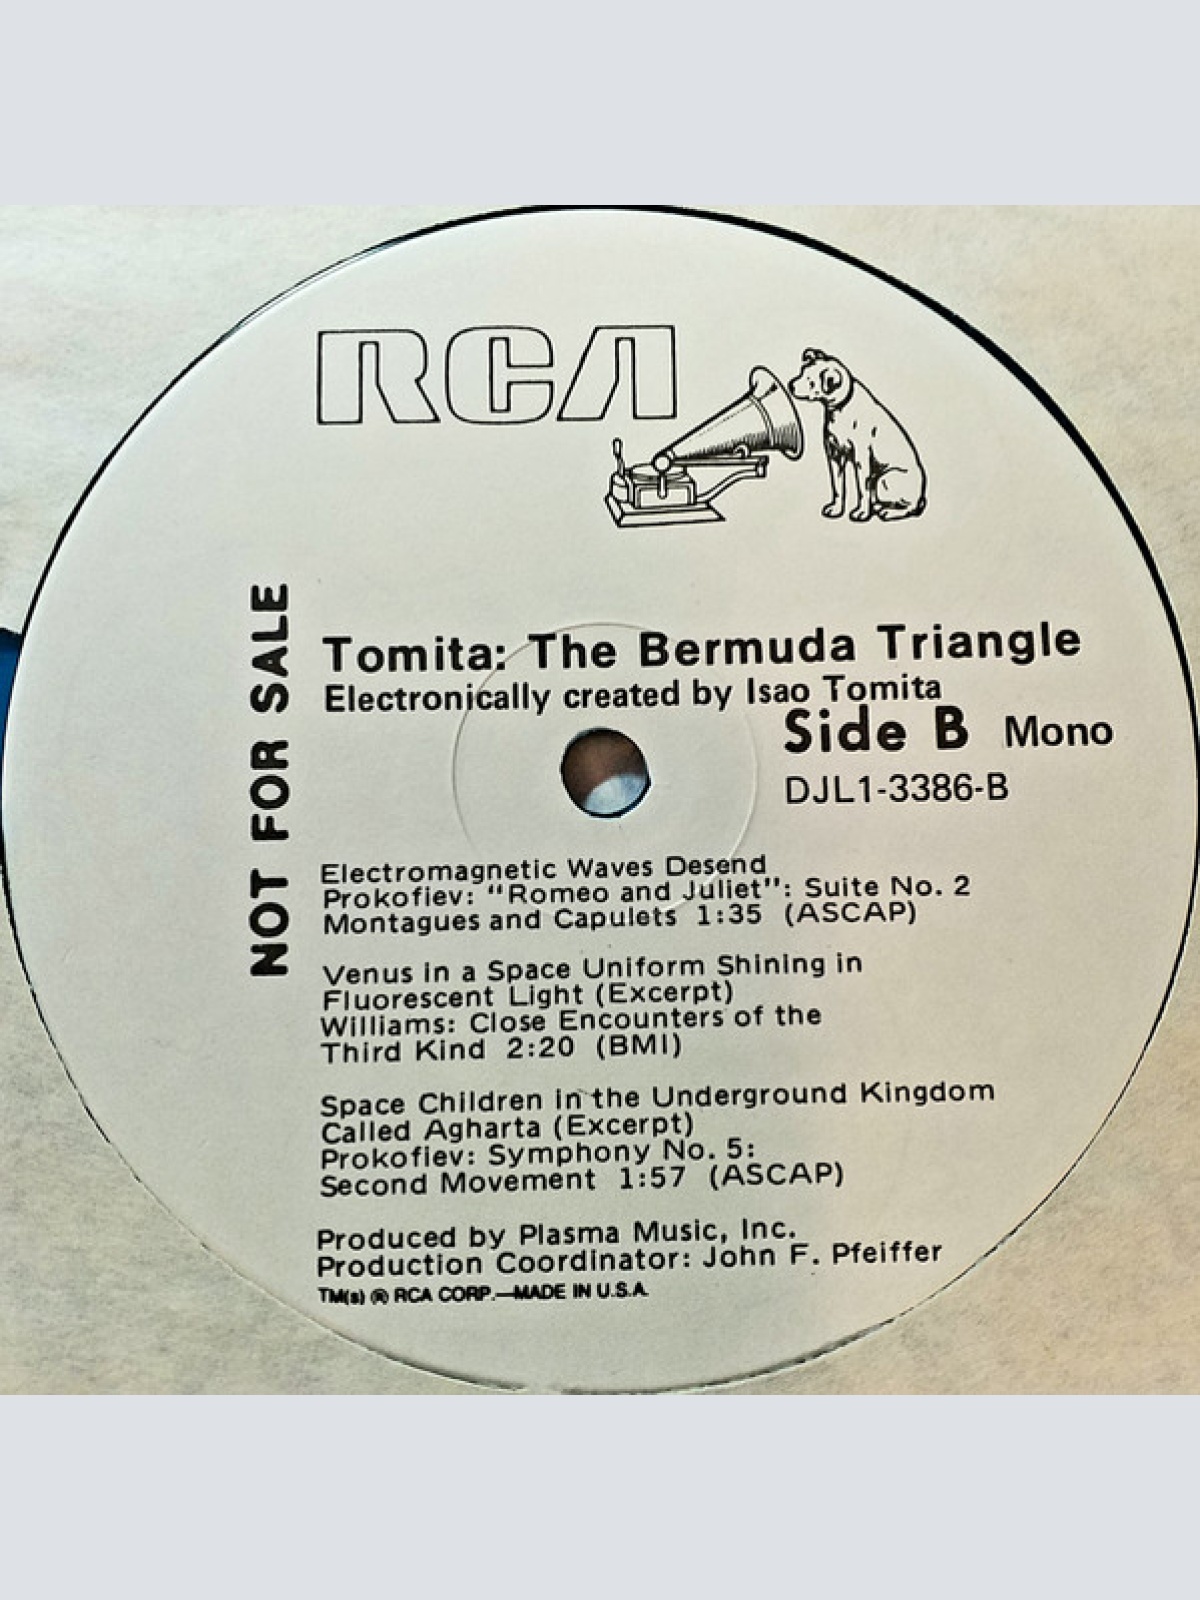 RCA
NOT FOR SALE
Tomita: The Bermuda Triangle
Electronically created by Isao Tomita
Side B Mono
DJL1-3386-B
Electromagnetic Waves Desend
Prokofiev: "Romeo and Juliet": Suite No. 2
Montagues and Capulets 1:35 (ASCAP)
Venus in a Space Uniform Shining in
Fluorescent Light (Excerpt)
Williams: Close Encounters of the
Third Kind 2:20 (BMI)
Space Children in the Underground Kingdom
Called Agharta (Excerpt)
Prokofiev: Symphony No. 5:
Second Movement 1:57 (ASCAP)
Produced by Plasma Music, Inc.
Production Coordinator: John F. Pfeiffer
TM(s) ® RCA CORP.—MADE IN U.S.A.